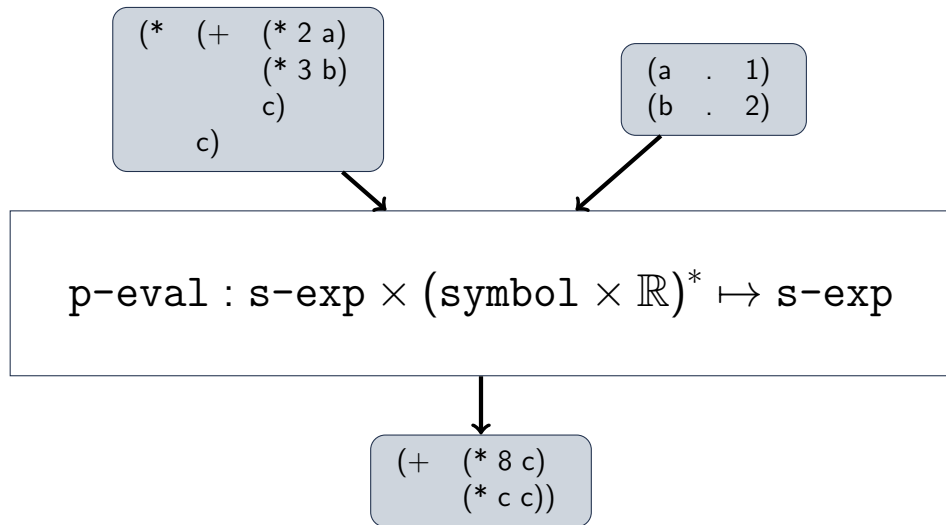 (* (+ (* 2 a)
(* 3 b)
c)
c)
(a . 1)
(b . 2)
p-eval : s-exp × (symbol × ℝ)* ↦ s-exp
(+ (* 8 c)
(* c c))